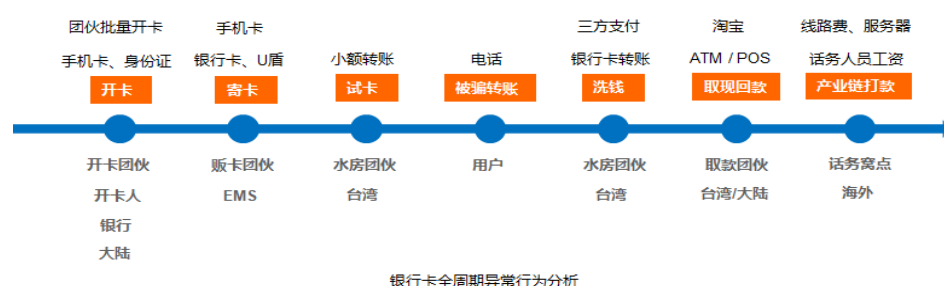 团伙批量开卡
手机卡、身份证
开卡
开卡团伙
开卡人
银行
大陆
手机卡
银行卡、U盾
寄卡
贩卡团伙
EMS
小额转账
试卡
水房团伙
台湾
电话
被骗转账
用户
三方支付
银行卡转账
洗钱
水房团伙
台湾
淘宝
ATM / POS
取现回款
取款团伙
台湾/大陆
线路费、服务器
话务人员工资
产业链打款
话务窝点
海外
银行卡全周期异常行为分析